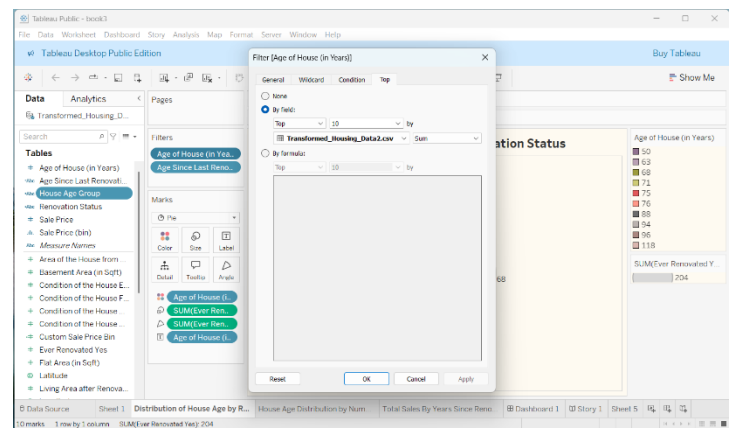 Tableau Public - book3
File Data Worksheet Dashboard Story Analysis Map Format Server Window Help
Tableau Desktop Public Edition
Buy Tableau
Show Me
Data Analytics
Transformed_Housing_D...
Search
Tables
Age of House (in Years)
Age Since Last Renovati...
House Age Group
Renovation Status
Sale Price
Sale Price (bin)
Measure Names
Area of the House from ...
Basement Area (in Sqft)
Condition of the House E...
Condition of the House F...
Condition of the House ...
Condition of the House ...
Custom Sale Price Bin
Ever Renovated Yes
Flat Area (in Sqft)
Latitude
Living Area after Renova...
Pages
Filters
Age of House (in Yea..
Age Since Last Reno..
Marks
Pie
Color Size Label
Detail Tooltip Angle
Age of House (i..
SUM(Ever Ren..
SUM(Ever Ren..
Age of House (i..
Filter [Age of House (in Years)]
General Wildcard Condition Top
None
By field:
Top 10 by
Transformed_Housing_Data2.csv Sum
By formula:
Top 10 by
Reset OK Cancel Apply
ation Status
68
Age of House (in Years)
50
63
68
71
75
76
88
94
96
118
SUM(Ever Renovated Y...
204
Data Source Sheet 1 Distribution of House Age by R... House Age Distribution by Num... Total Sales By Years Since Reno... Dashboard 1 Story 1 Sheet 5
10 marks 1 row by 1 column SUM(Ever Renovated Yes): 204